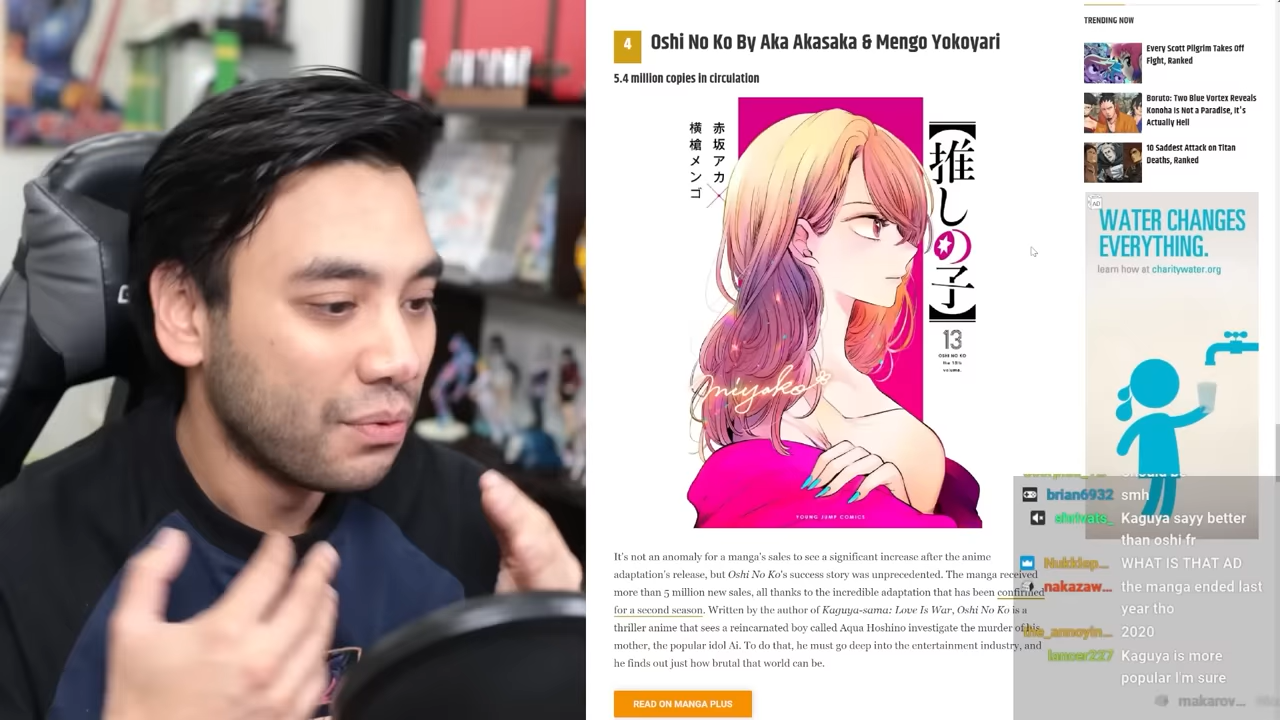 4
Oshi No Ko By Aka Akasaka & Mengo Yokoyari
5.4 million copies in circulation
赤坂アカ
×
横槍メンゴ
【推しの子】
13
OSHI NO KO
the 13th
volume.
miyako
YOUNG JUMP COMICS
It's not an anomaly for a manga's sales to see a significant increase after the anime
adaptation's release, but Oshi No Ko's success story was unprecedented. The manga received
more than 5 million new sales, all thanks to the incredible adaptation that has been confirmed
for a second season. Written by the author of Kaguya-sama: Love Is War, Oshi No Ko is a
thriller anime that sees a reincarnated boy called Aqua Hoshino investigate the murder of his
mother, the popular idol Ai. To do that, he must go deep into the entertainment industry, and
he finds out just how brutal that world can be.
READ ON MANGA PLUS
TRENDING NOW
Every Scott Pilgrim Takes Off
Fight, Ranked
Boruto: Two Blue Vortex Reveals
Konoha Is Not a Paradise, It's
Actually Hell
10 Saddest Attack on Titan
Deaths, Ranked
AD
WATER CHANGES
EVERYTHING.
learn how at charitywater.org
brian6932 smh
shrivats_ Kaguya sayy better
than oshi fr
Nukkiep... WHAT IS THAT AD
nakazaw... the manga ended last
year tho
the_annoyin... 2020
lancer227 Kaguya is more
popular I'm sure
makarov...